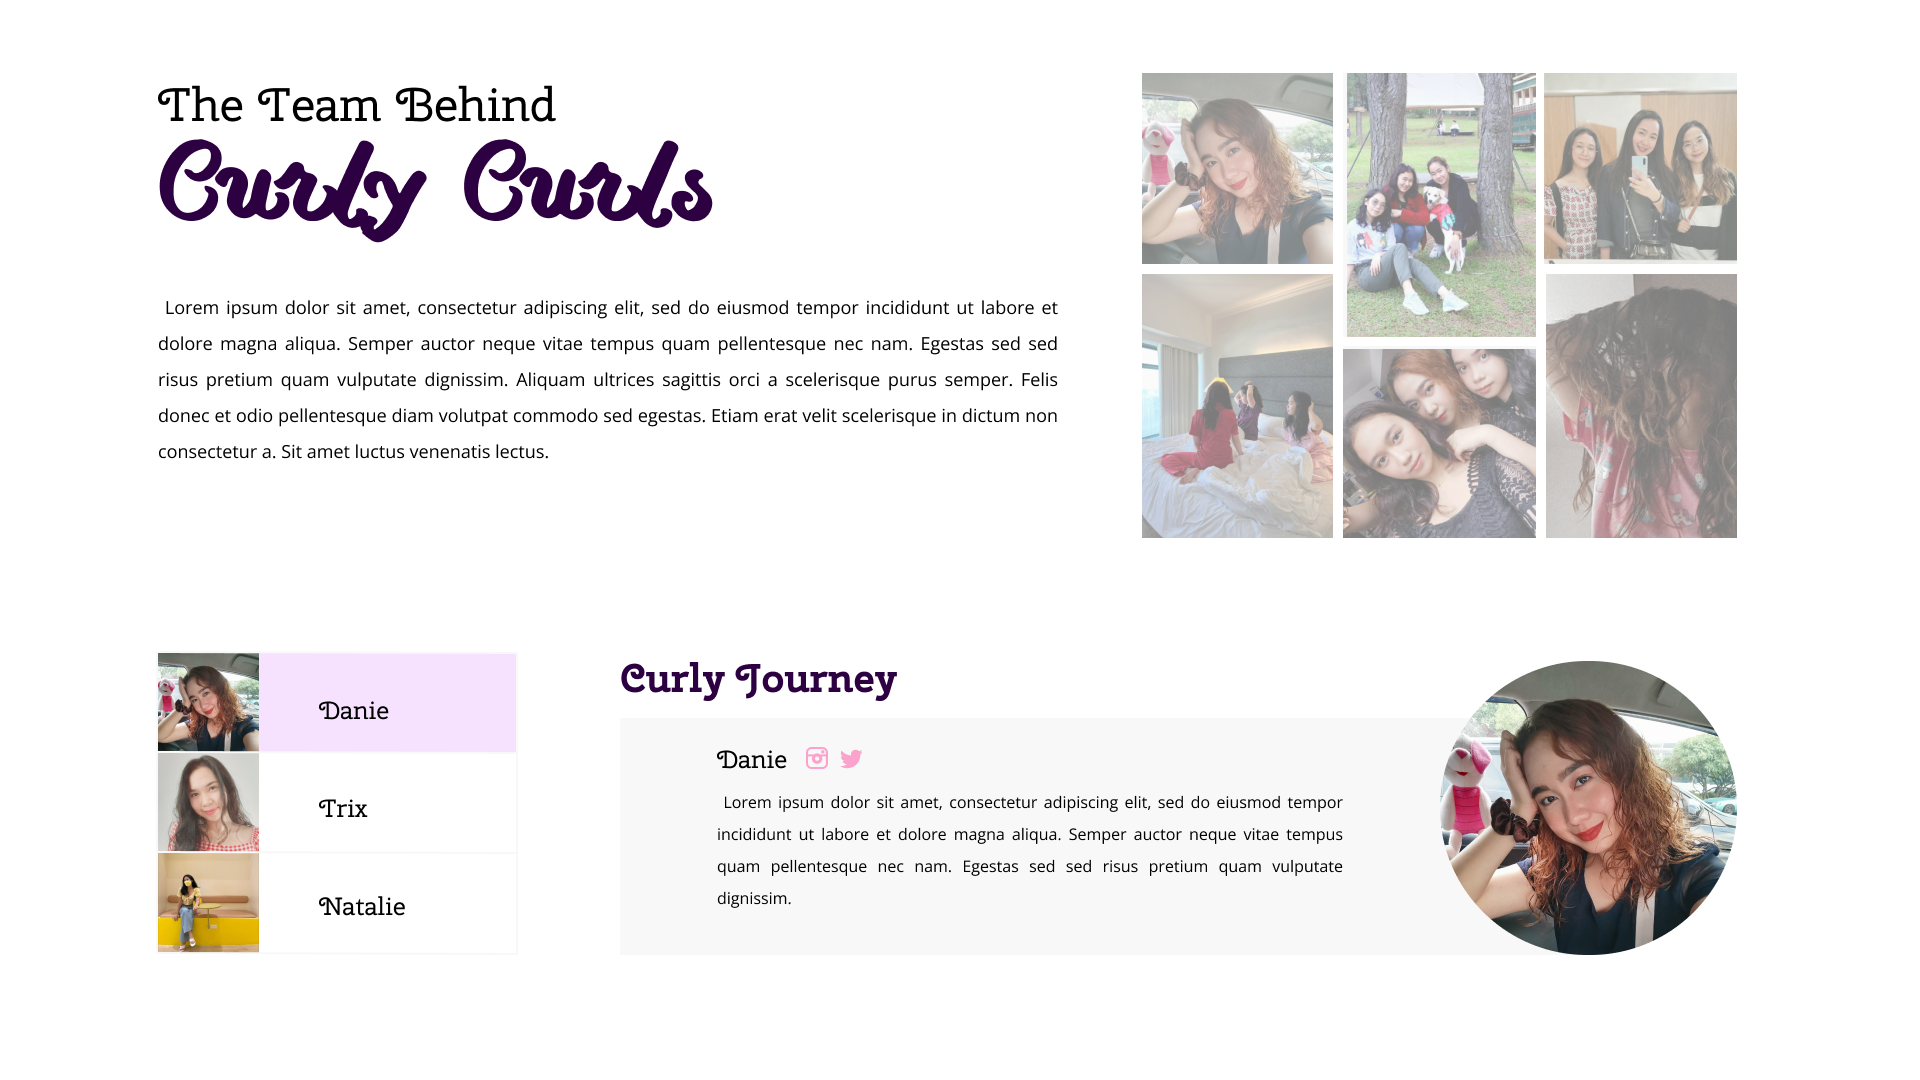 The Team Behind
Curly Curls
Lorem ipsum dolor sit amet, consectetur adipiscing elit, sed do eiusmod tempor incididunt ut labore et
dolore magna aliqua. Semper auctor neque vitae tempus quam pellentesque nec nam. Egestas sed sed
risus pretium quam vulputate dignissim. Aliquam ultrices sagittis orci a scelerisque purus semper. Felis
donec et odio pellentesque diam volutpat commodo sed egestas. Etiam erat velit scelerisque in dictum non
consectetur a. Sit amet luctus venenatis lectus.
Danie
Trix
Natalie
Curly Journey
Danie
Lorem ipsum dolor sit amet, consectetur adipiscing elit, sed do eiusmod tempor
incididunt ut labore et dolore magna aliqua. Semper auctor neque vitae tempus
quam pellentesque nec nam. Egestas sed sed risus pretium quam vulputate
dignissim.